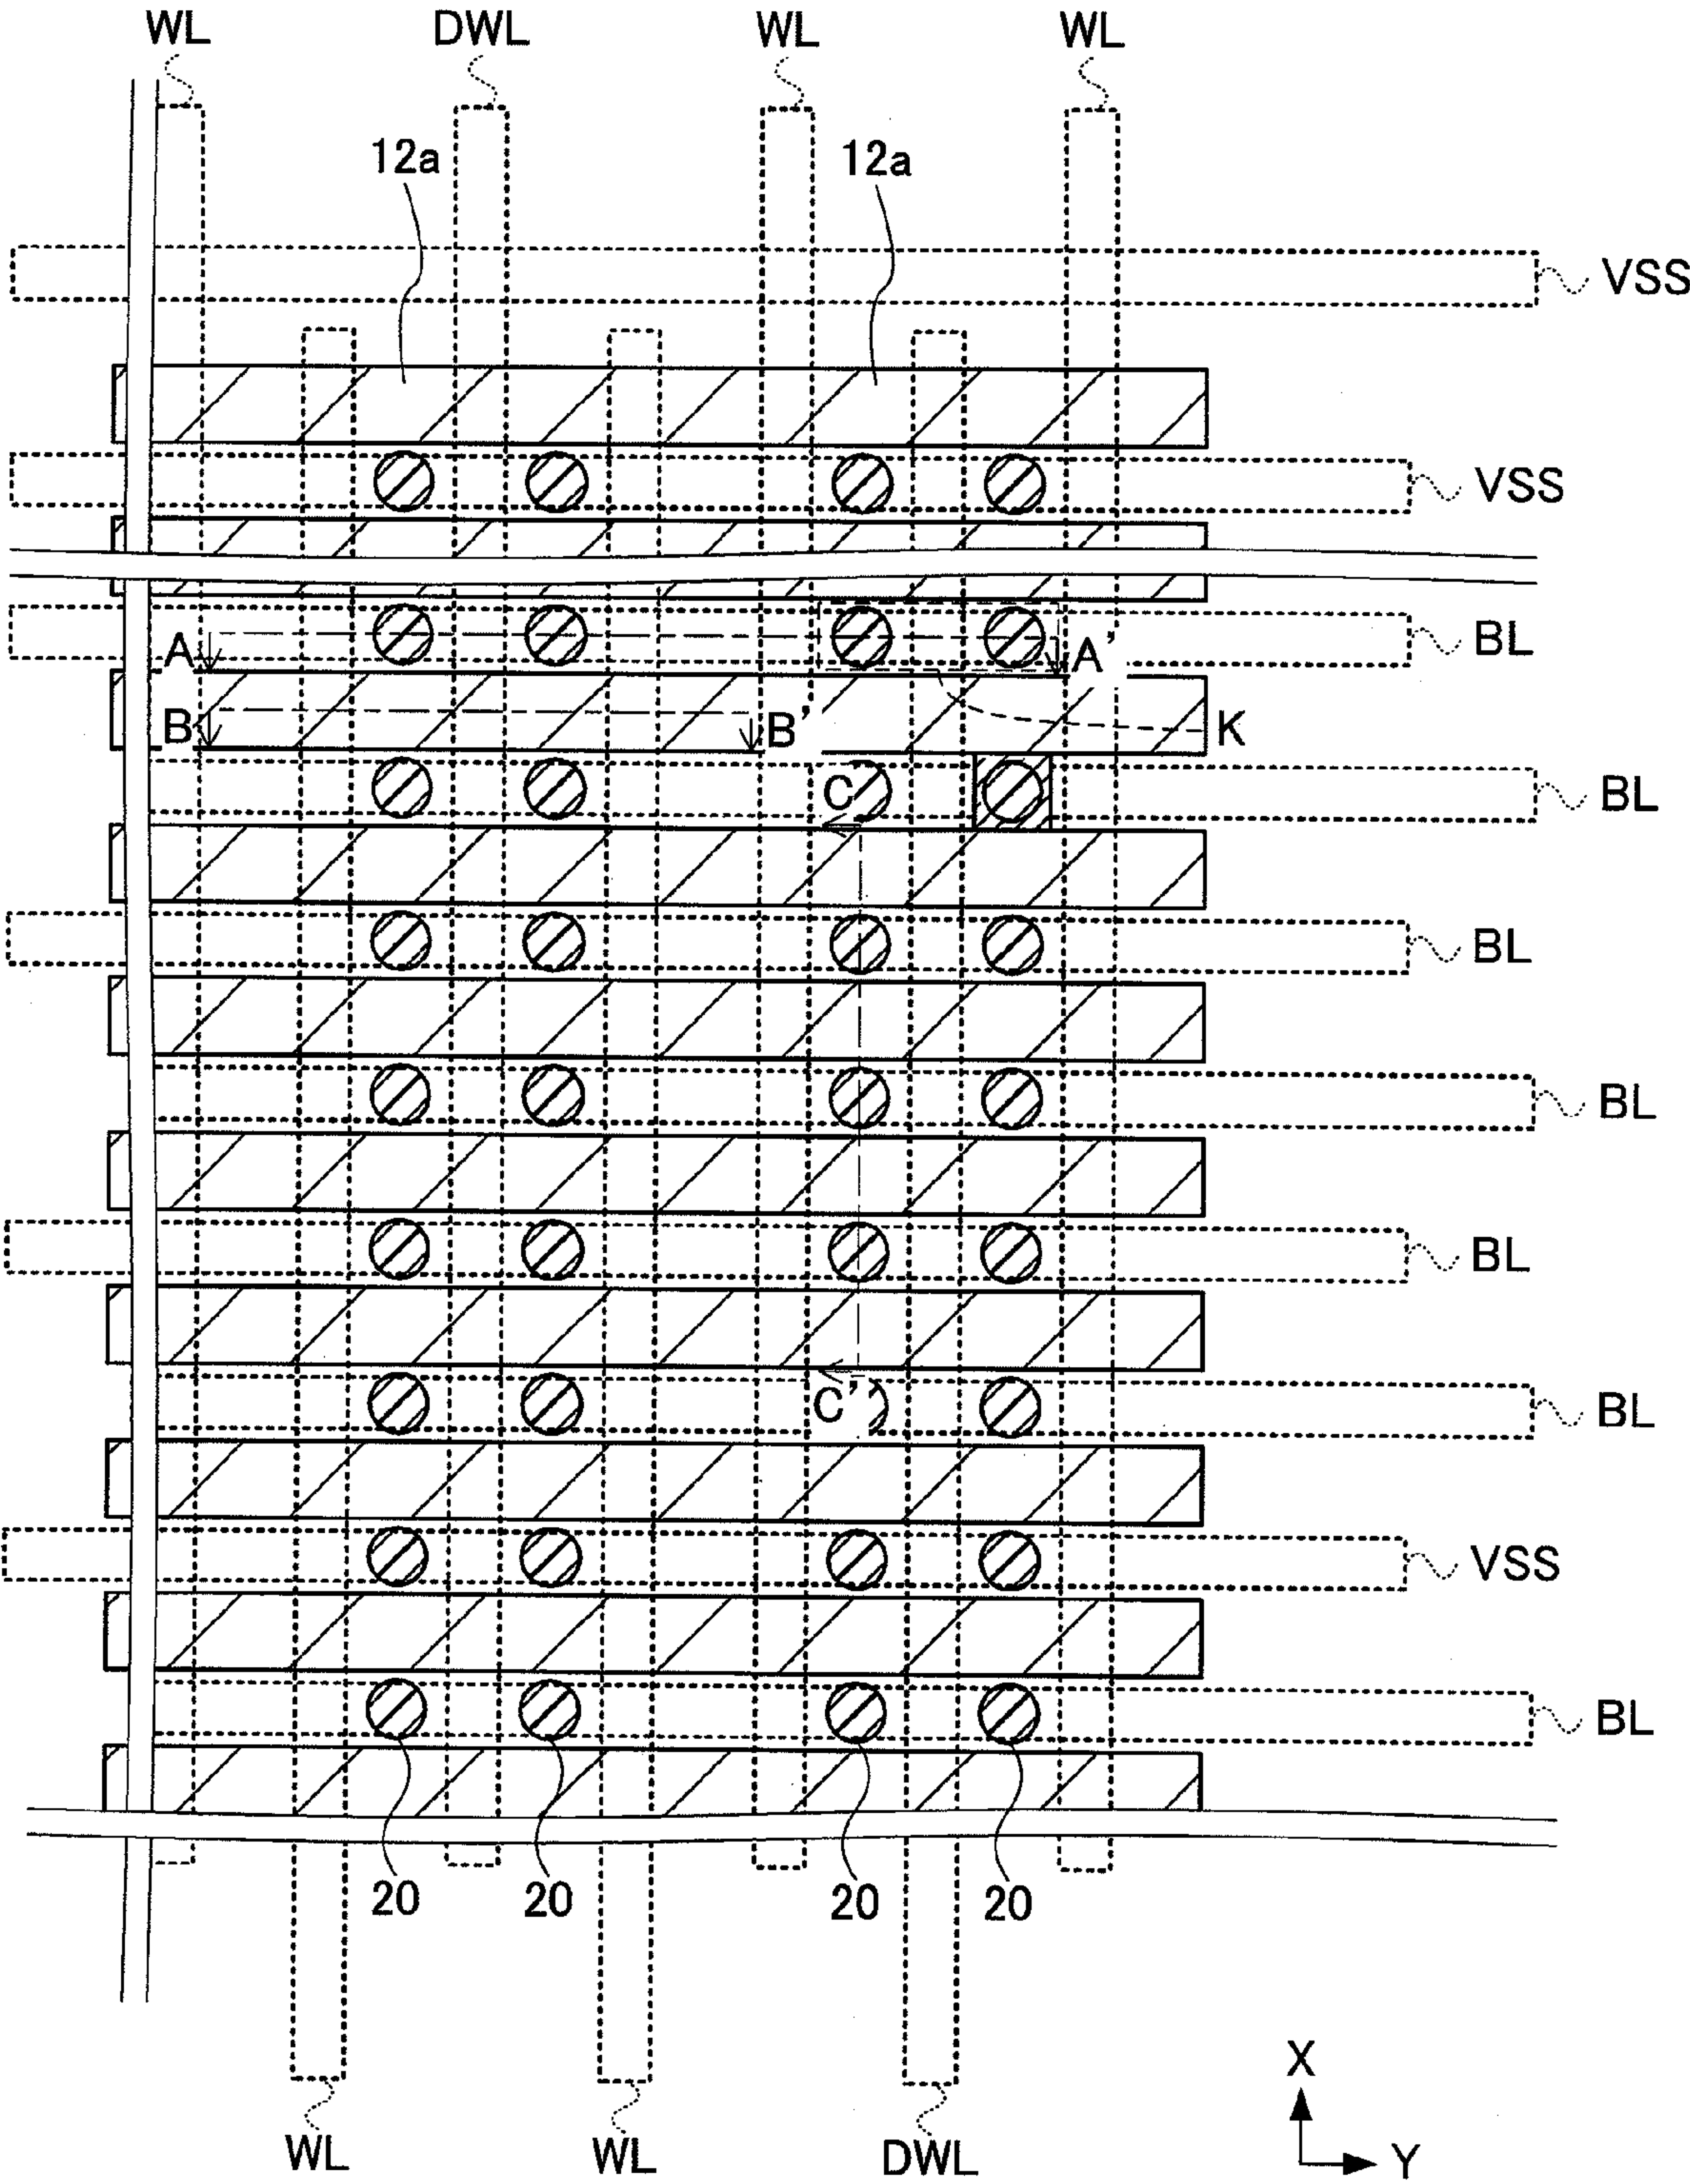 WL DWL WL WL
12a 12a
VSS
VSS
A A' BL
B B' K
C BL
BL
BL
BL
C' BL
VSS
BL
20 20 20 20
X
WL WL DWL Y